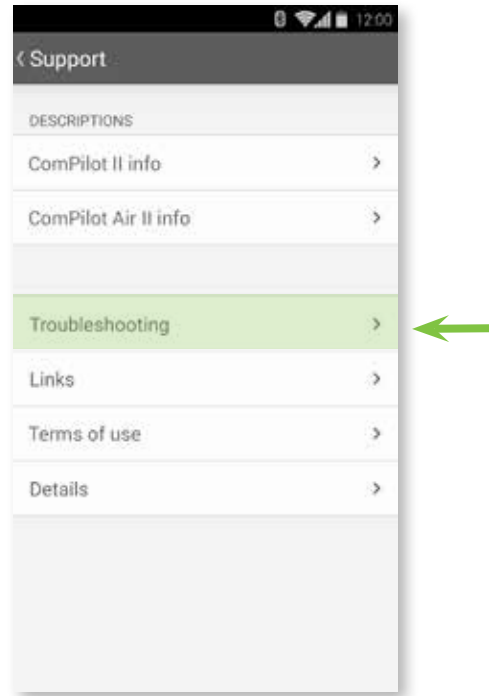 12:00
Support
DESCRIPTIONS
ComPilot II info
ComPilot Air II info
Troubleshooting
Links
Terms of use
Details